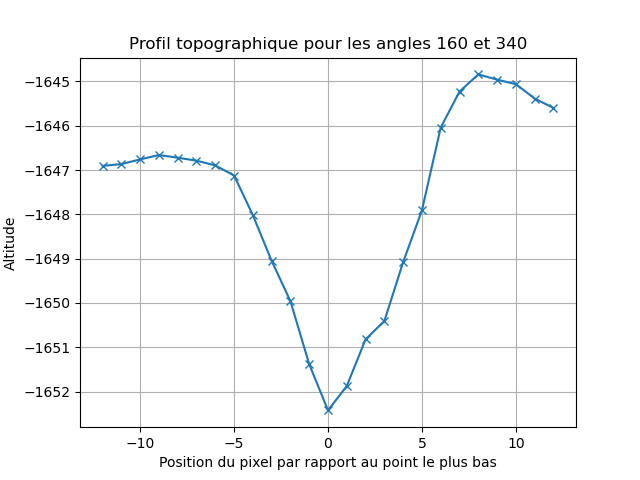 Profil topographique pour les angles 160 et 340
Altitude
−1645
−1646
−1647
−1648
−1649
−1650
−1651
−1652
−10 −5 0 5 10
Position du pixel par rapport au point le plus bas